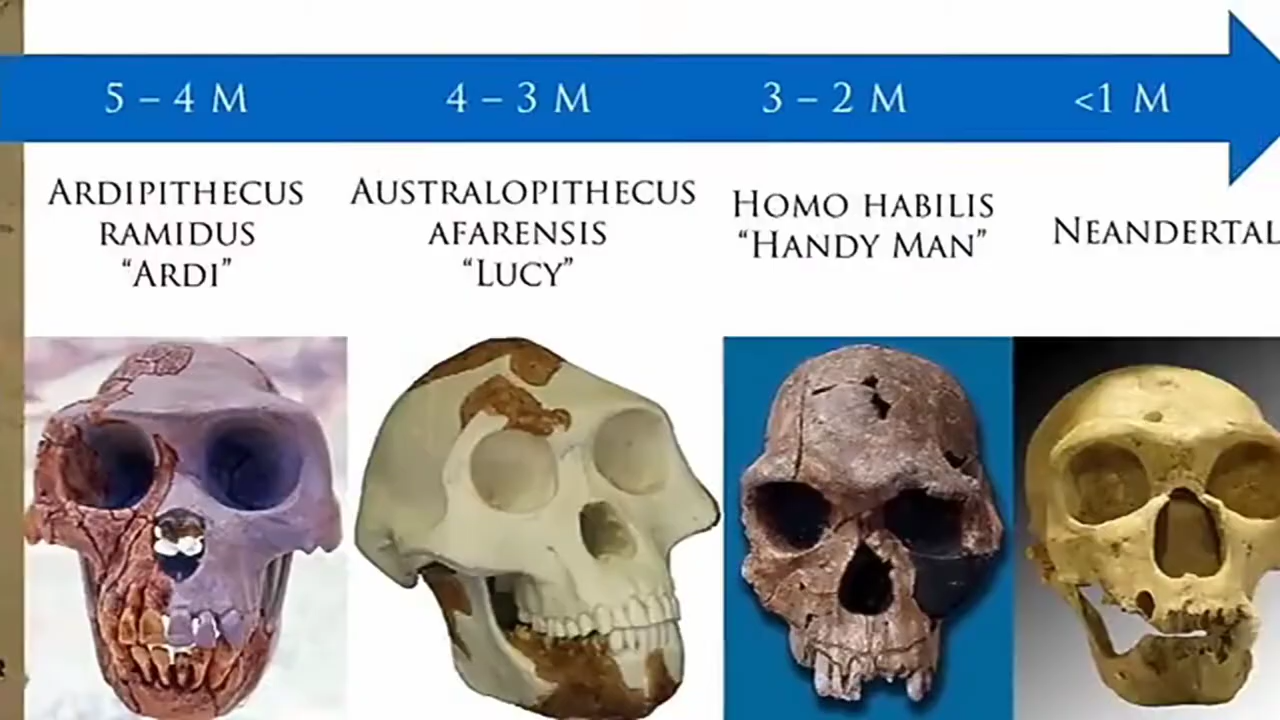 5 – 4 M
4 – 3 M
3 – 2 M
<1 M
ARDIPITHECUS
RAMIDUS
“ARDI”
AUSTRALOPITHECUS
AFARENSIS
“LUCY”
HOMO HABILIS
“HANDY MAN”
NEANDERTAL